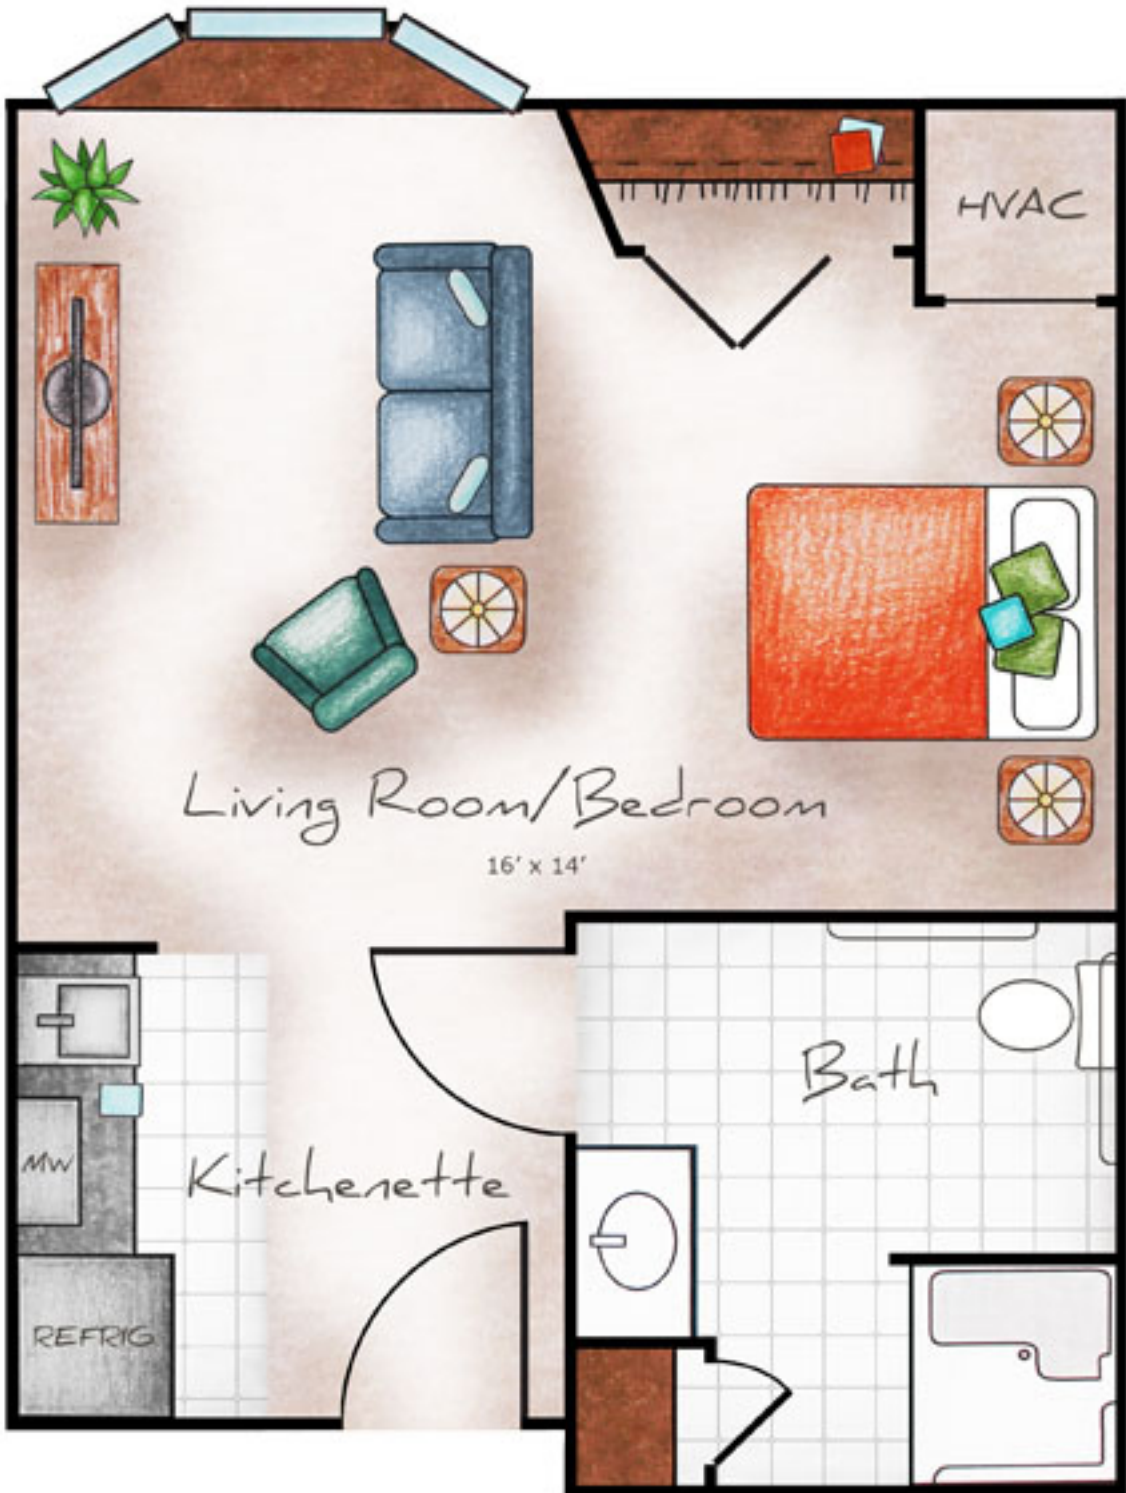 HVAC
Living Room/Bedroom
16' x 14'
Bath
MW
Kitchenette
REFRIG